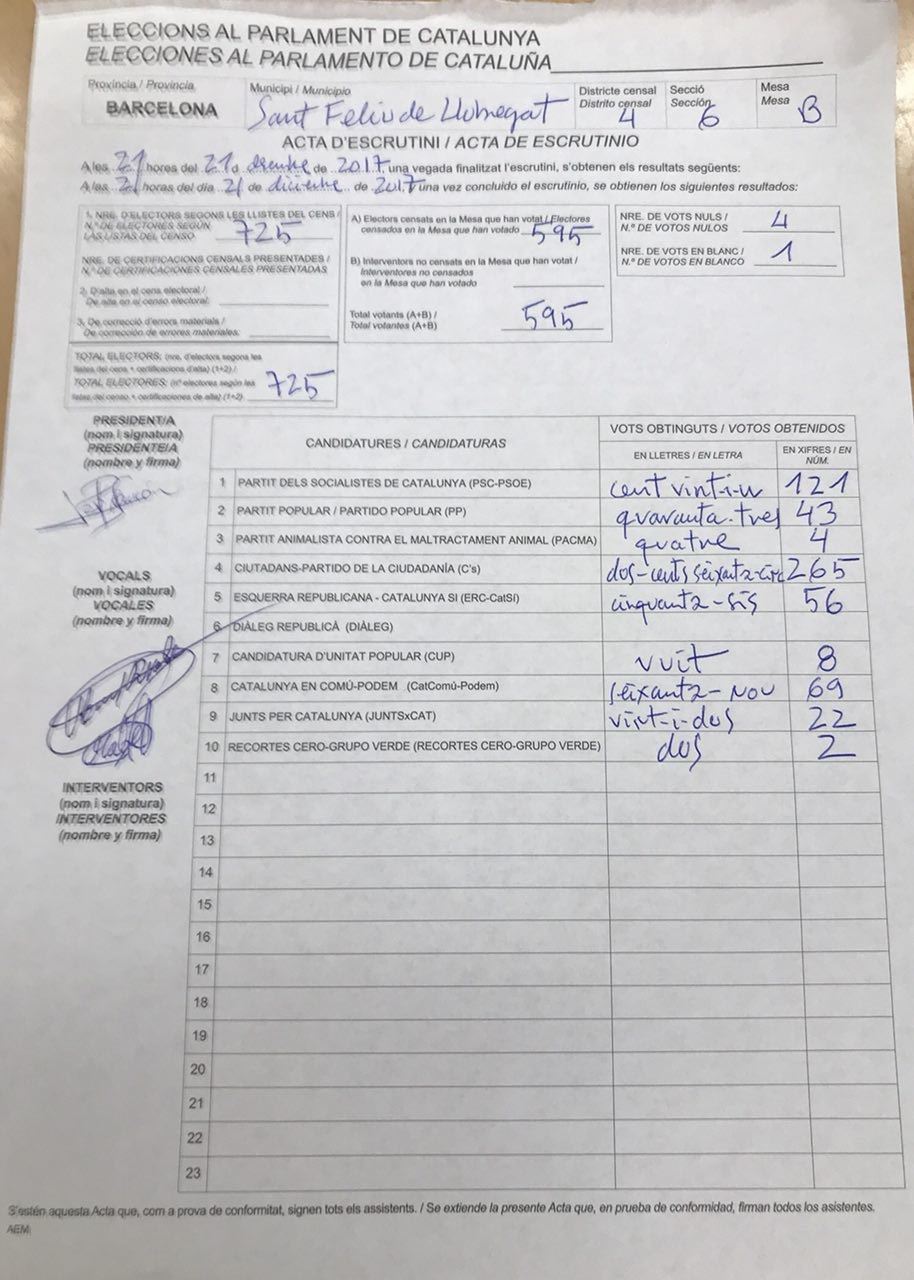 ELECCIONS AL PARLAMENT DE CATALUNYA
ELECCIONES AL PARLAMENTO DE CATALUÑA
Província / Provincia
BARCELONA
Municipi / Municipio
Sant Feliu de Llobregat
Districte censal
Distrito censal
4
Secció
Sección
6
Mesa
Mesa
B
ACTA D'ESCRUTINI / ACTA DE ESCRUTINIO
A les 21 hores del 21 d desembre de 2017, una vegada finalitzat l'escrutini, s'obtenen els resultats següents:
A las 21 horas del día 21 de diciembre de 2017 una vez concluido el escrutinio, se obtienen los siguientes resultados:
1. NRE. D'ELECTORS SEGONS LES LLISTES DEL CENS /
N.º DE ELECTORES SEGÚN
LAS LISTAS DEL CENSO
725
NRE. DE CERTIFICACIONS CENSALS PRESENTADES /
N.º DE CERTIFICACIONES CENSALES PRESENTADAS
2. D'alta en el cens electoral /
De alta en el censo electoral:
3. De correcció d'errors materials /
De corrección de errores materiales:
TOTAL ELECTORS: (nre. d'electors segons les
llistes del cens + certificacions d'alta) (1+2) /
TOTAL ELECTORES: (nº electores según las
listas del censo + certificaciones de alta) (1+2)
725
A) Electors censats en la Mesa que han votat / Electores
censados en la Mesa que han votado
595
B) Interventors no censats en la Mesa que han votat /
Interventores no censados
en la Mesa que han votado
Total votants (A+B) /
Total votantes (A+B)
595
NRE. DE VOTS NULS /
N.º DE VOTOS NULOS
4
NRE. DE VOTS EN BLANC /
N.º DE VOTOS EN BLANCO
1
PRESIDENT/A
(nom i signatura)
PRESIDENTE/A
(nombre y firma)
VOCALS
(nom i signatura)
VOCALES
(nombre y firma)
INTERVENTORS
(nom i signatura)
INTERVENTORES
(nombre y firma)
CANDIDATURES / CANDIDATURAS
VOTS OBTINGUTS / VOTOS OBTENIDOS
EN LLETRES / EN LETRA
EN XIFRES / EN NÚM.
1 PARTIT DELS SOCIALISTES DE CATALUNYA (PSC-PSOE) cent vint-i-u 121
2 PARTIT POPULAR / PARTIDO POPULAR (PP) quaranta-tres 43
3 PARTIT ANIMALISTA CONTRA EL MALTRACTAMENT ANIMAL (PACMA) quatre 4
4 CIUTADANS-PARTIDO DE LA CIUDADANÍA (C's) dos-cents seixanta-cinc 265
5 ESQUERRA REPUBLICANA - CATALUNYA SI (ERC-CatSí) cinquanta-sis 56
6 DIÀLEG REPUBLICÀ (DIÀLEG)
7 CANDIDATURA D'UNITAT POPULAR (CUP) vuit 8
8 CATALUNYA EN COMÚ-PODEM (CatComú-Podem) seixanta-nou 69
9 JUNTS PER CATALUNYA (JUNTSxCAT) vint-i-dos 22
10 RECORTES CERO-GRUPO VERDE (RECORTES CERO-GRUPO VERDE) dos 2
11
12
13
14
15
16
17
18
19
20
21
22
23
S'estén aquesta Acta que, com a prova de conformitat, signen tots els assistents. / Se extiende la presente Acta que, en prueba de conformidad, firman todos los asistentes.
AEM